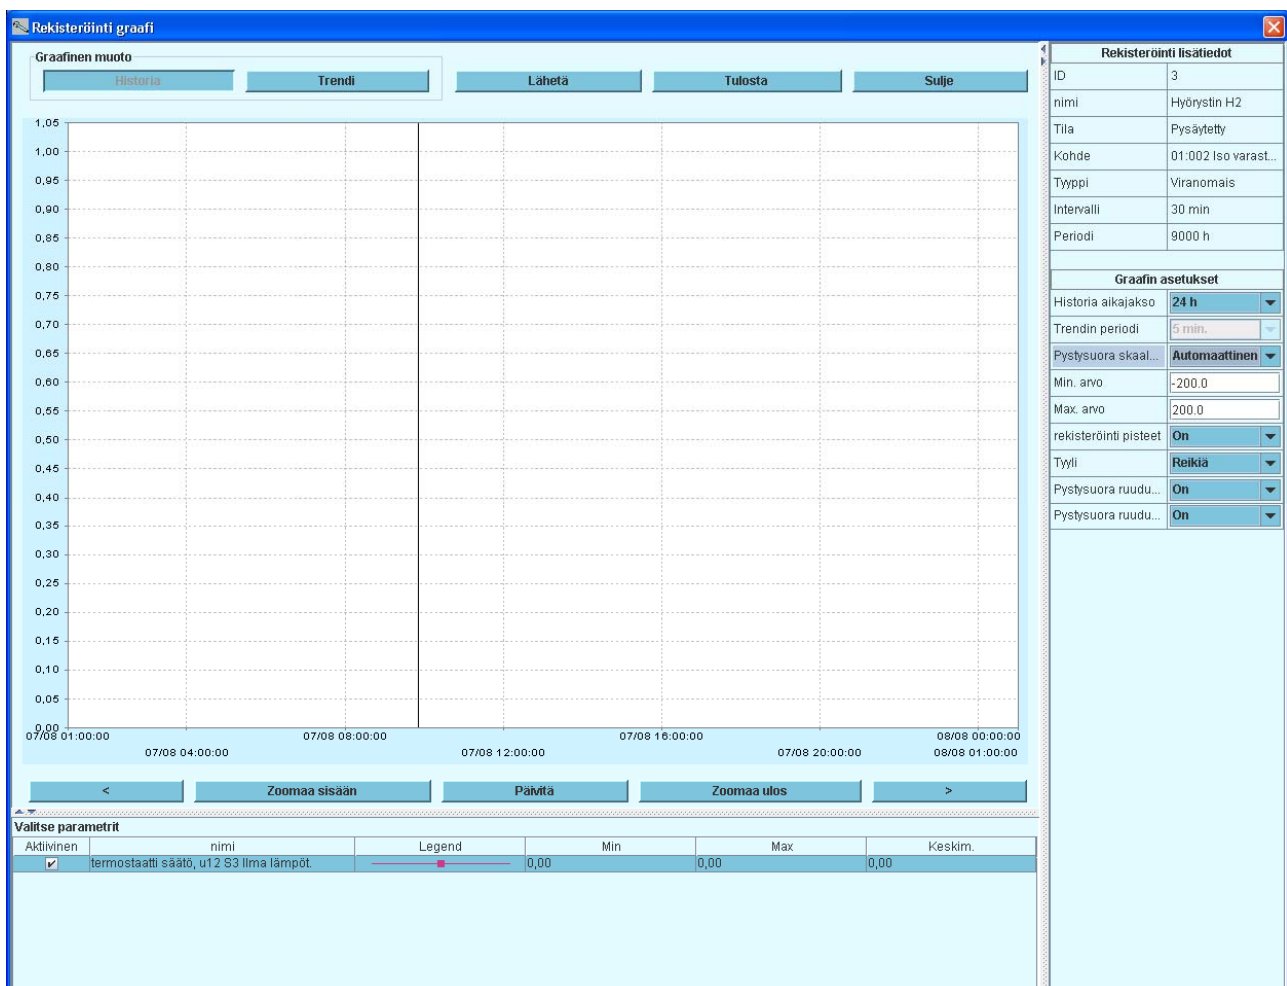 Rekisteröinti graafi
Graafinen muoto
Historia Trendi Lähetä Tulosta Sulje
1,05
1,00
0,95
0,90
0,85
0,80
0,75
0,70
0,65
0,60
0,55
0,50
0,45
0,40
0,35
0,30
0,25
0,20
0,15
0,10
0,05
0,00
07/08 01:00:00 07/08 08:00:00 07/08 16:00:00 08/08 00:00:00
07/08 04:00:00 07/08 12:00:00 07/08 20:00:00 08/08 01:00:00
< Zoomaa sisään Päivitä Zoomaa ulos >
Valitse parametrit
Aktiivinen nimi Legend Min Max Keskim.
termostaatti säätö, u12 S3 Ilma lämpöt. 0,00 0,00 0,00
Rekisteröinti lisätiedot
ID 3
nimi Hyörystin H2
Tila Pysäytetty
Kohde 01:002 Iso varast...
Tyyppi Viranomais
Intervalli 30 min
Periodi 9000 h
Graafin asetukset
Historia aikajakso 24 h
Trendin periodi 5 min.
Pystysuora skaal... Automaattinen
Min. arvo -200.0
Max. arvo 200.0
rekisteröinti pisteet On
Tyyli Reikiä
Pystysuora ruudu... On
Pystysuora ruudu... On